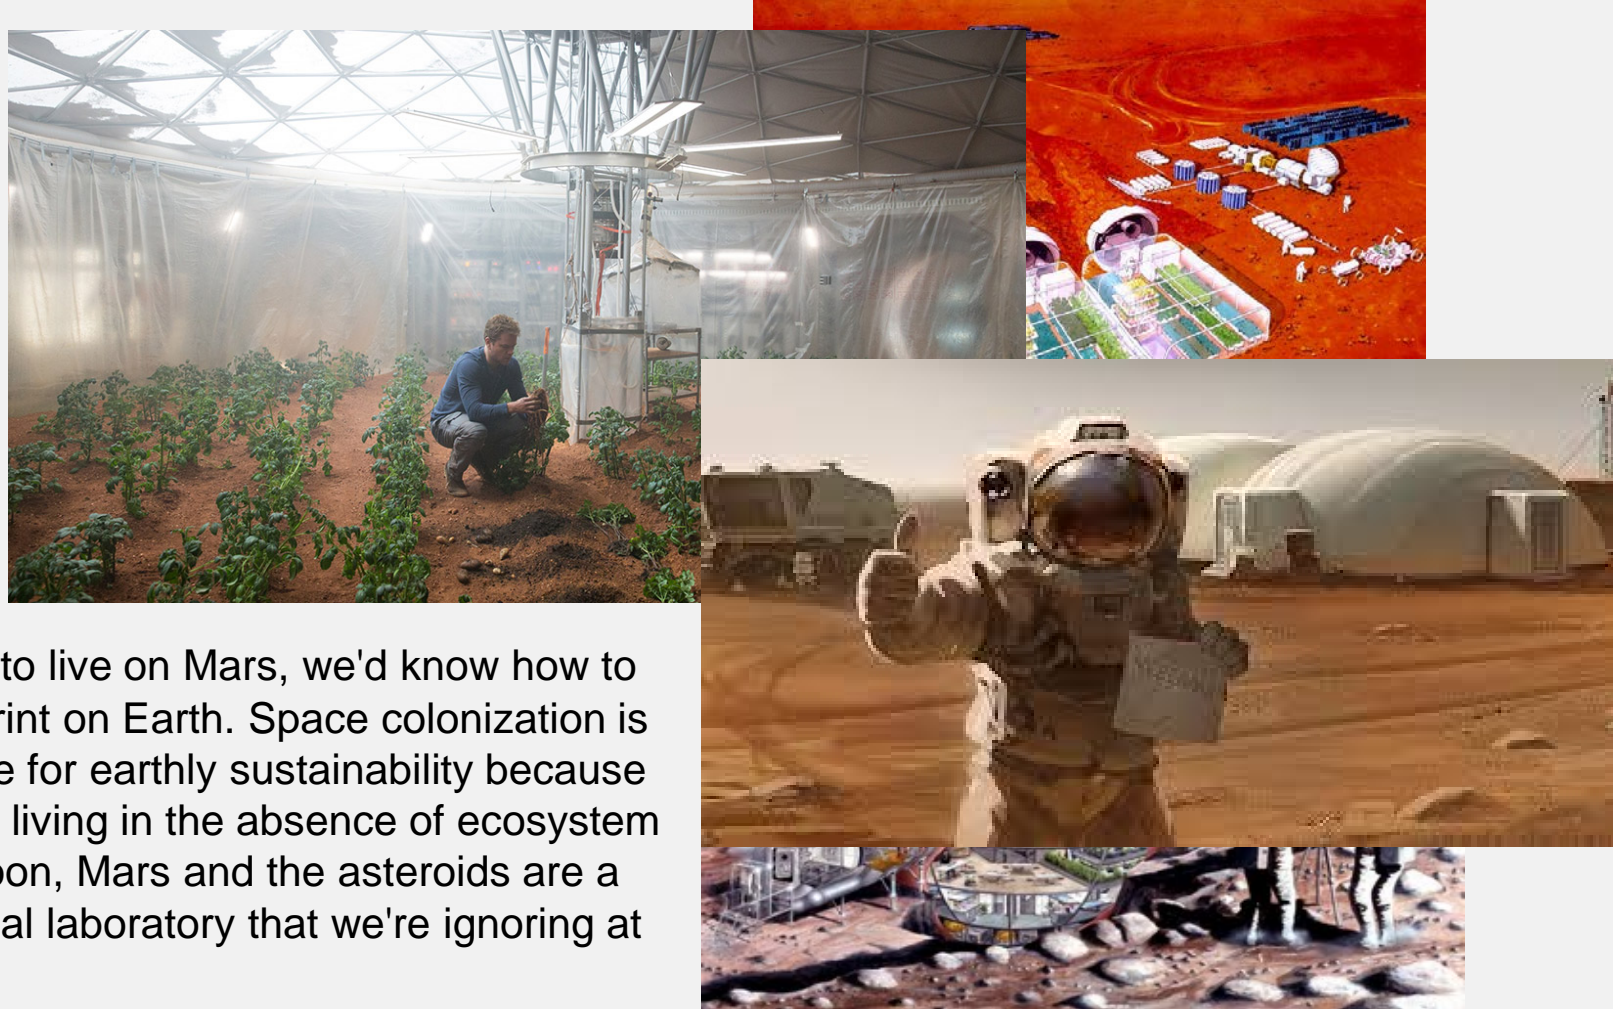 to live on Mars, we'd know how to
rint on Earth. Space colonization is
e for earthly sustainability because
living in the absence of ecosystem
oon, Mars and the asteroids are a
al laboratory that we're ignoring at